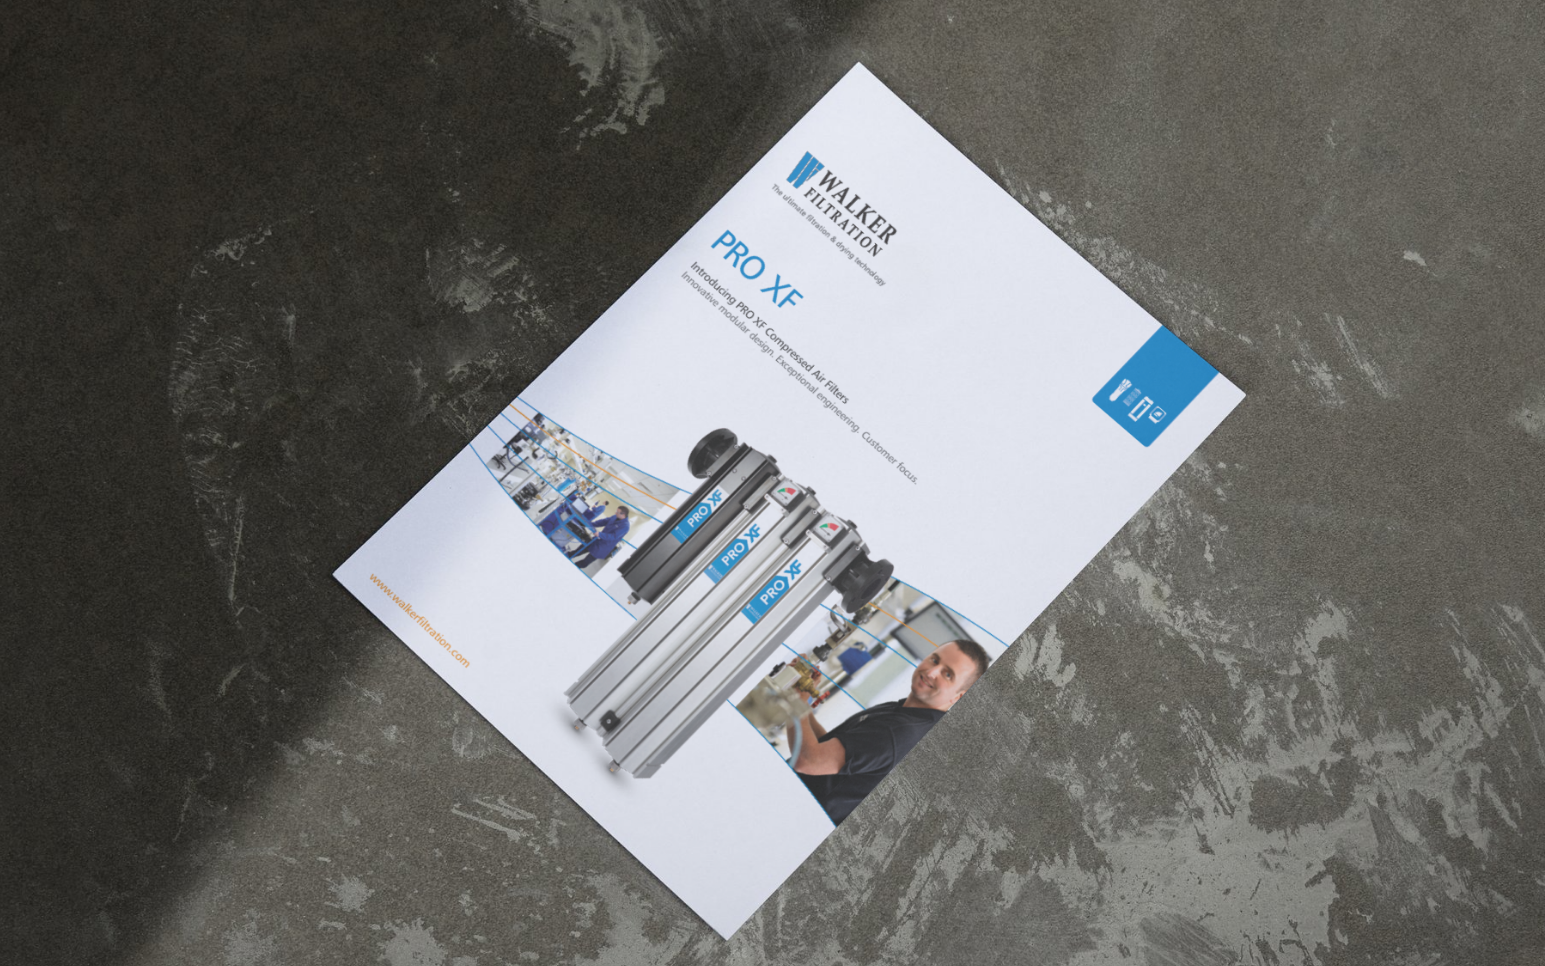 WALKER
FILTRATION
The ultimate filtration & drying technology
PRO XF
Introducing PRO XF Compressed Air Filters
Innovative modular design. Exceptional engineering. Customer focus.
PRO XF
PRO XF
PRO XF
www.walkerfiltration.com